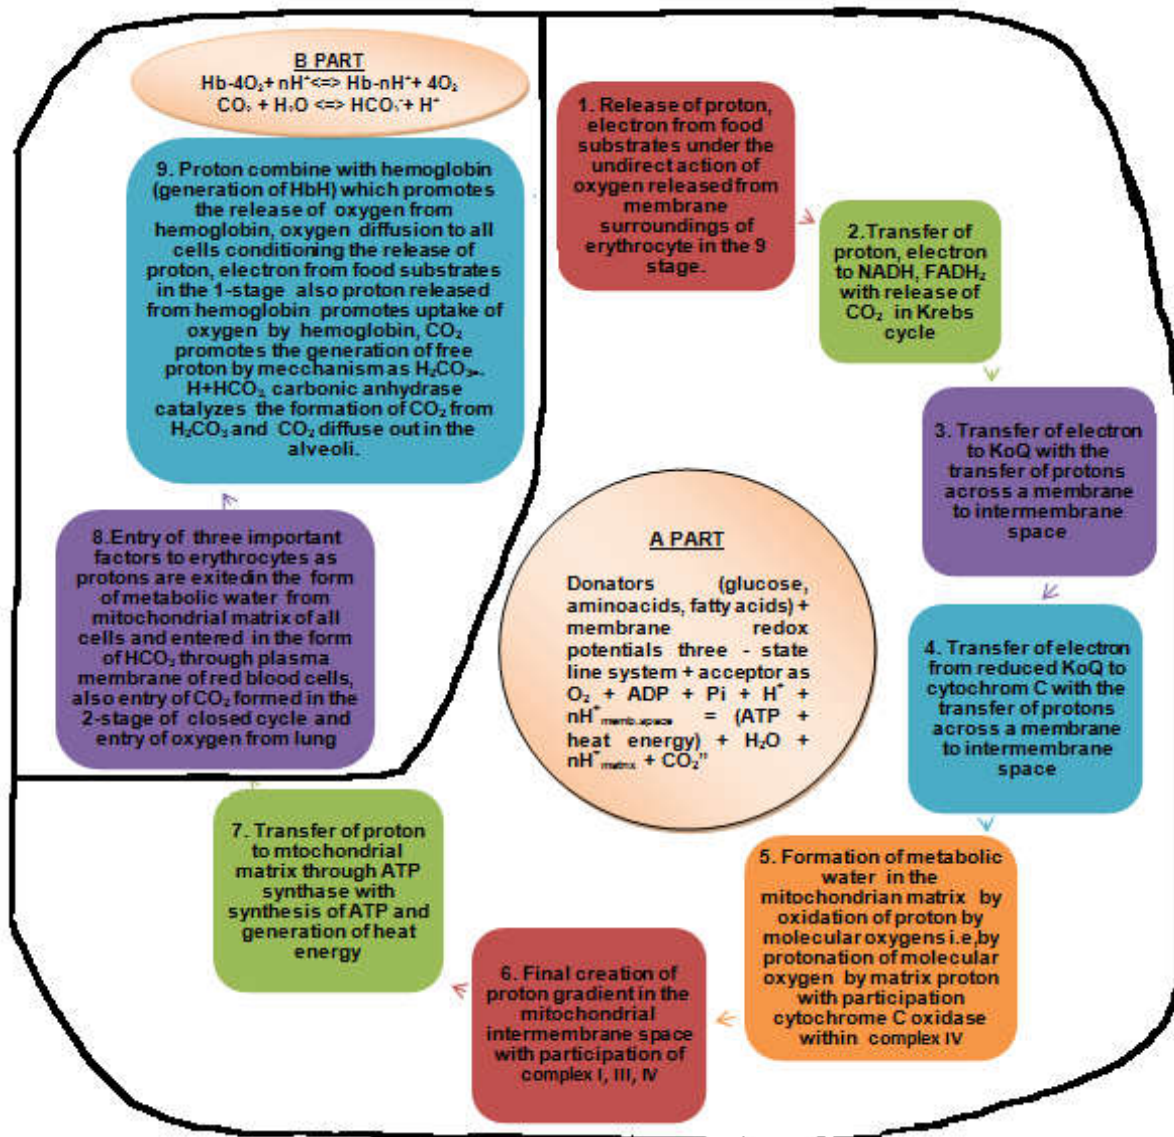 B PART
Hb-4O₂+ nH⁺<=> Hb-nH⁺+ 4O₂
CO₂ + H₂O <=> HCO₃⁻+ H⁺
9. Proton combine with hemoglobin
(generation of HbH) which promotes
the release of oxygen from
hemoglobin, oxygen diffusion to all
cells conditioning the release of
proton, electron from food substrates
in the 1-stage also proton released
from hemoglobin promotes uptake of
oxygen by hemoglobin, CO₂
promotes the generation of free
proton by mecchanism as H₂CO₃
H+HCO₃, carbonic anhydrase
catalyzes the formation of CO₂ from
H₂CO₃ and CO₂ diffuse out in the
alveoli.
8.Entry of three important
factors to erythrocytes as
protons are exitedin the form
of metabolic water from
mitochondrial matrix of all
cells and entered in the form
of HCO₃ through plasma
membrane of red blood cells,
also entry of CO₂ formed in the
2-stage of closed cycle and
entry of oxygen from lung
1. Release of proton,
electron from food
substrates under the
undirect action of
oxygen released from
membrane
surroundings of
erythrocyte in the 9
stage.
2.Transfer of
proton, electron
to NADH, FADH₂
with release of
CO₂ in Krebs
cycle
3. Transfer of electron
to KoQ with the
transfer of protons
across a membrane
to intermembrane
space
4. Transfer of electron
from reduced KoQ to
cytochrom C with the
transfer of protons
across a membrane
to intermembrane
space
5. Formation of metabolic
water in the
mitochondrian matrix by
oxidation of proton by
molecular oxygens i.e,by
protonation of molecular
oxygen by matrix proton
with participation
cytochrome C oxidase
within complex IV
6. Final creation of
proton gradient in the
mitochondrial
intermembrane space
with participation of
complex I, III, IV
7. Transfer of proton
to mtochondrial
matrix through ATP
synthase with
synthesis of ATP and
generation of heat
energy
A PART
Donators (glucose,
aminoacids, fatty acids) +
membrane redox
potentials three - state
line system + acceptor as
O₂ + ADP + Pi + H⁺ +
nH⁺memb.space = (ATP +
heat energy) + H₂O +
nH⁺matrix + CO₂”